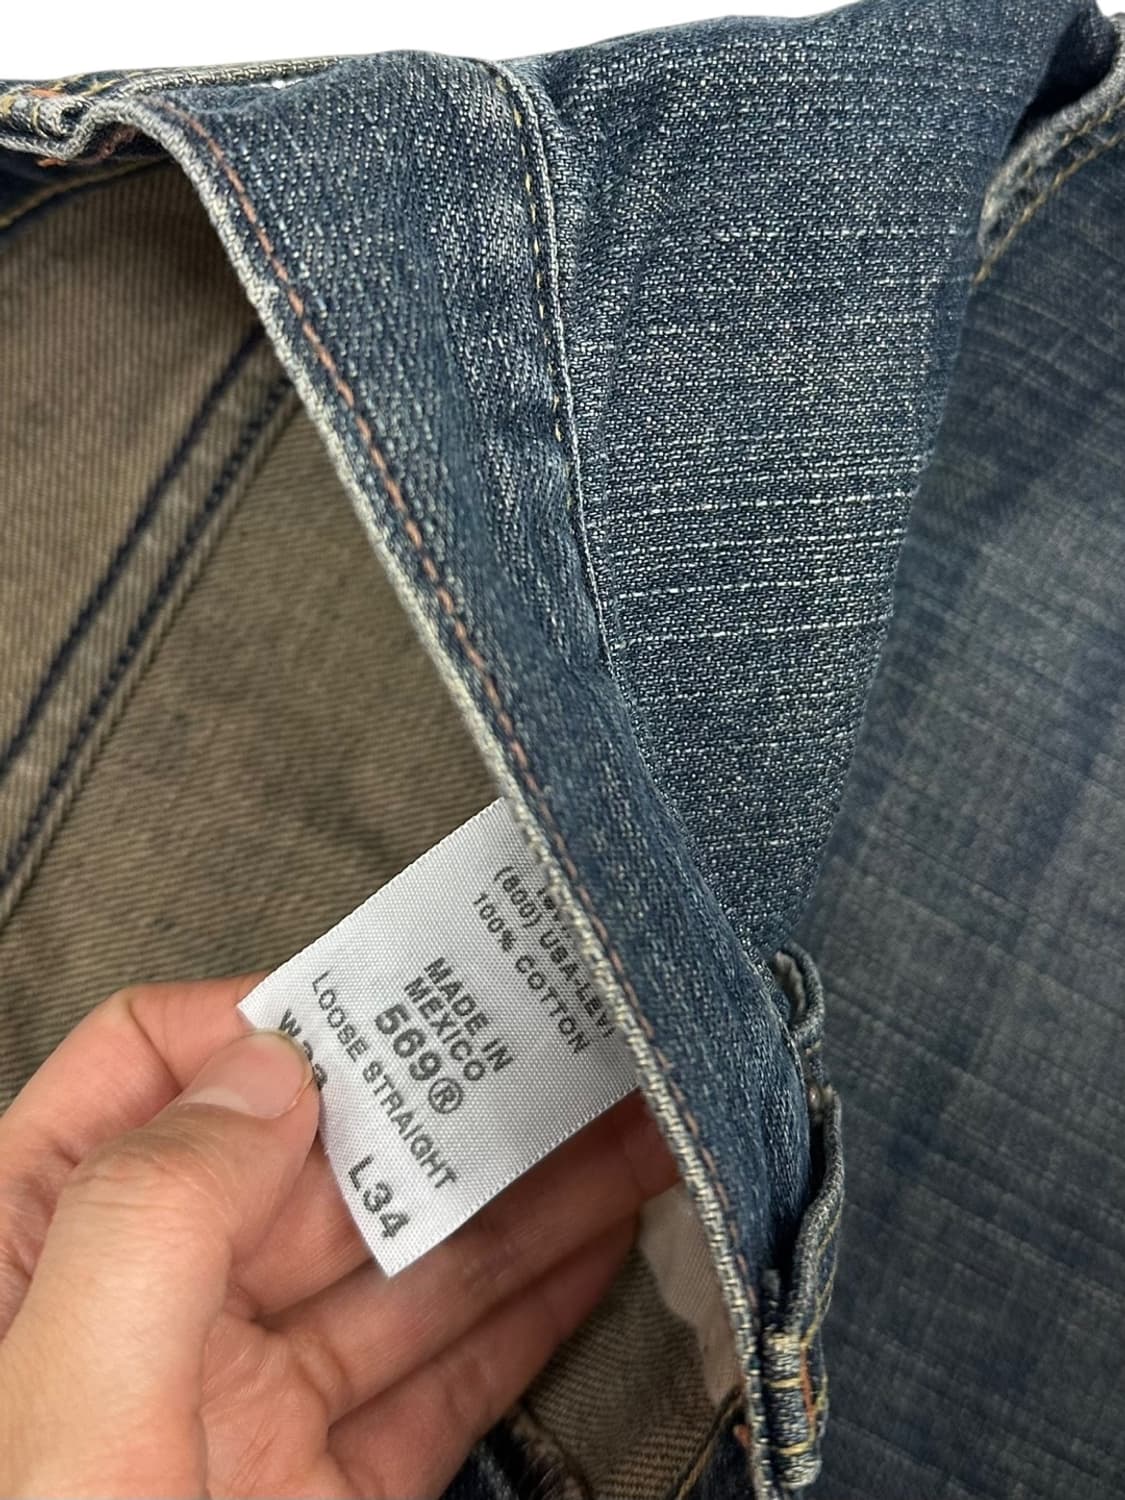 (800) USA-LEVI
100% COTTON
MADE IN
MEXICO
569®
LOOSE STRAIGHT
L34